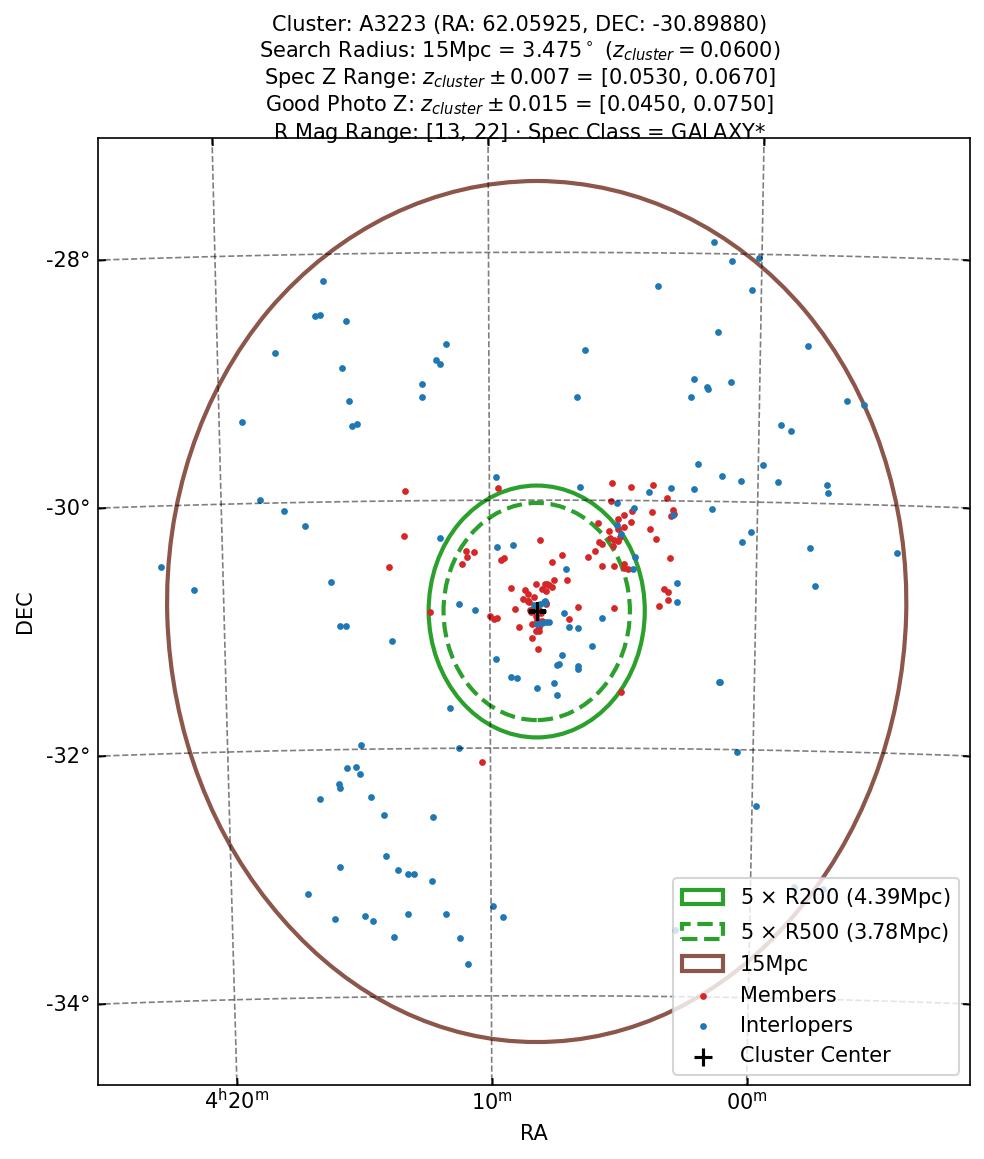 Cluster: A3223 (RA: 62.05925, DEC: -30.89880)
Search Radius: 15Mpc = 3.475° (z_cluster = 0.0600)
Spec Z Range: z_cluster ± 0.007 = [0.0530, 0.0670]
Good Photo Z: z_cluster ± 0.015 = [0.0450, 0.0750]
R Mag Range: [13, 22] · Spec Class = GALAXY*
-28°
-30°
-32°
-34°
DEC
5 × R200 (4.39Mpc)
5 × R500 (3.78Mpc)
15Mpc
Members
Interlopers
Cluster Center
4ʰ20ᵐ 10ᵐ 00ᵐ
RA